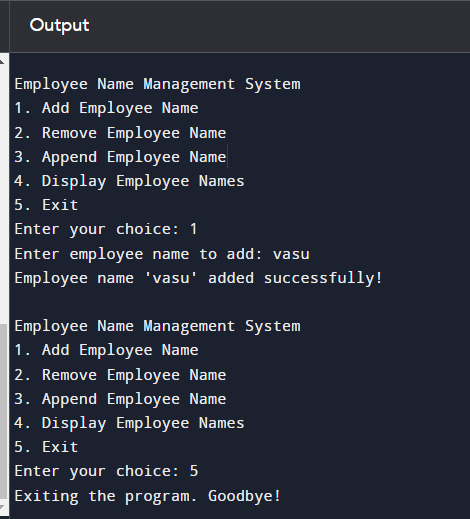 Output
Employee Name Management System
1. Add Employee Name
2. Remove Employee Name
3. Append Employee Name
4. Display Employee Names
5. Exit
Enter your choice: 1
Enter employee name to add: vasu
Employee name 'vasu' added successfully!
Employee Name Management System
1. Add Employee Name
2. Remove Employee Name
3. Append Employee Name
4. Display Employee Names
5. Exit
Enter your choice: 5
Exiting the program. Goodbye!